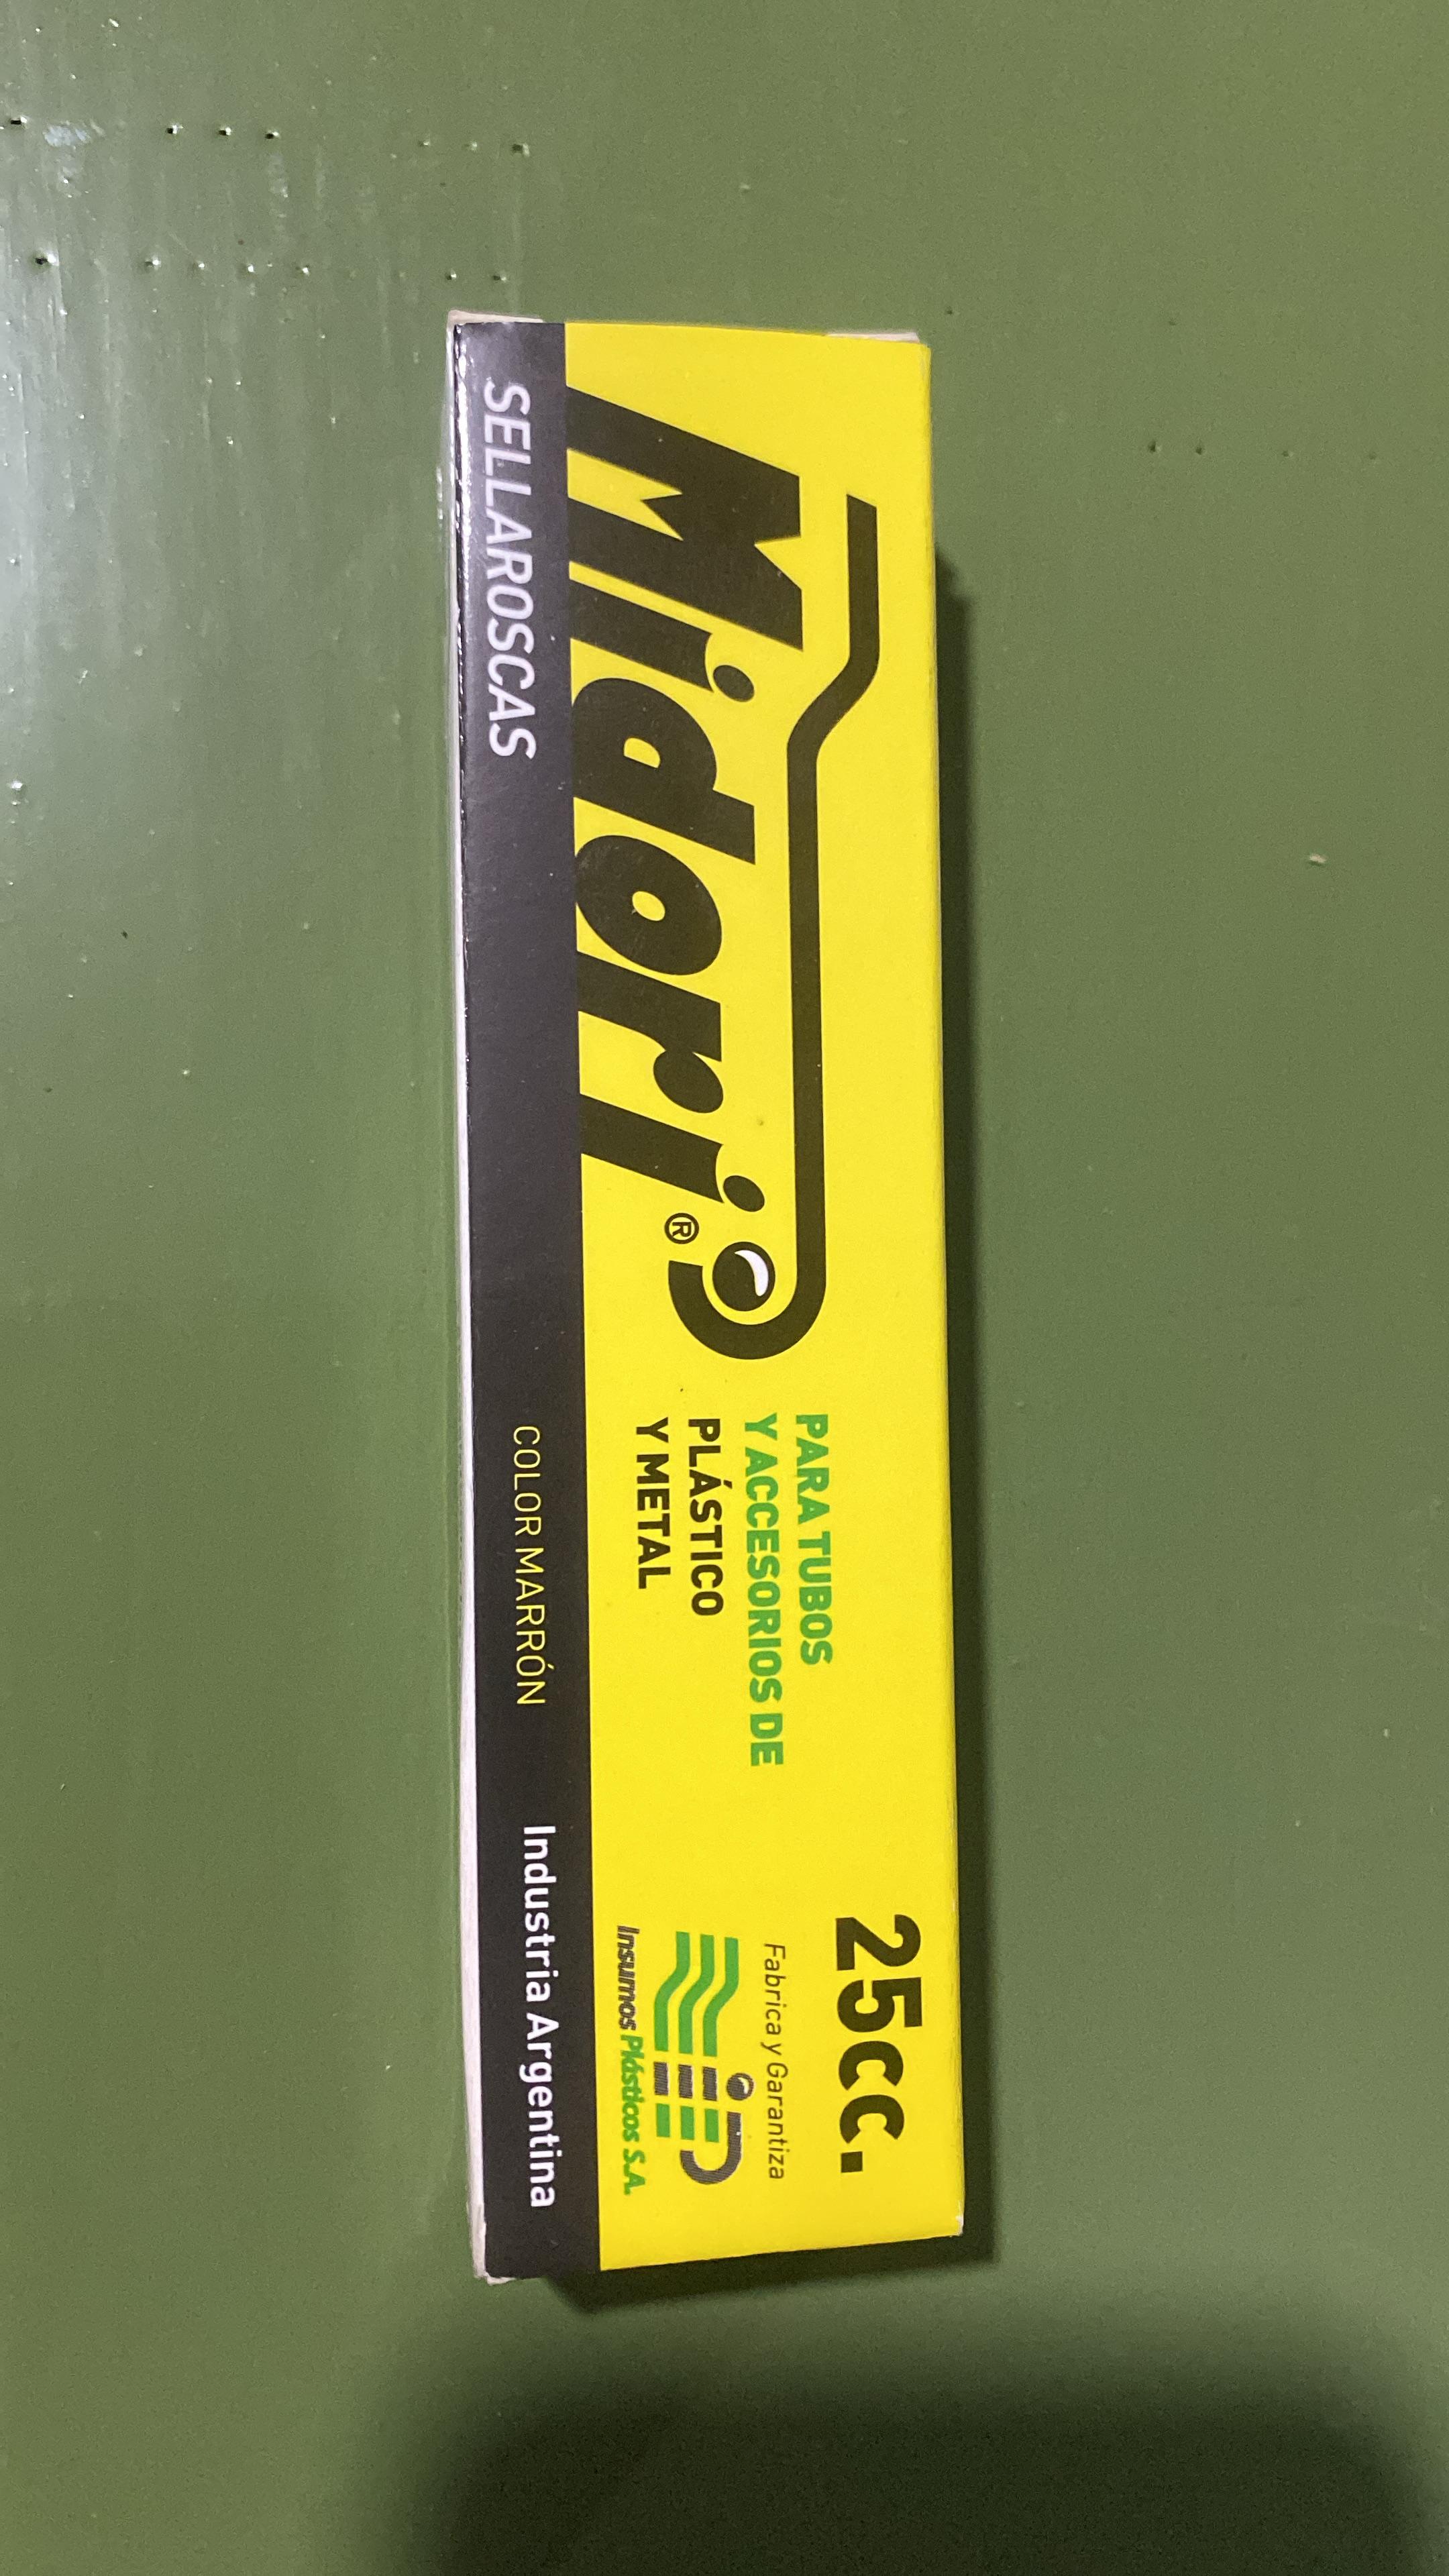 Midori®
PARA TUBOS
Y ACCESORIOS DE
PLÁSTICO
Y METAL
25cc.
Fabrica y Garantiza
Insumos Plásticos S.A.
SELLAROSCAS
COLOR MARRÓN
Industria Argentina